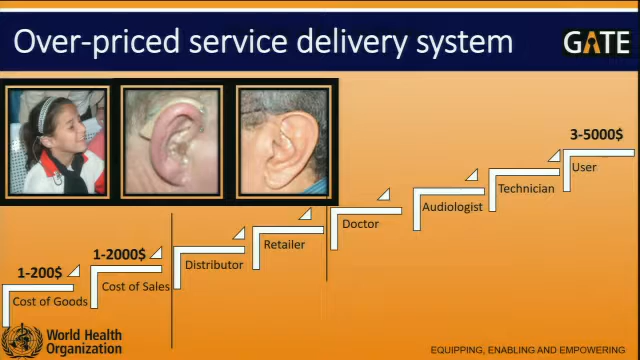 Over-priced service delivery system
GATE
3-5000$
User
Technician
Audiologist
Doctor
Retailer
Distributor
1-2000$
Cost of Sales
1-200$
Cost of Goods
World Health
Organization
EQUIPPING, ENABLING AND EMPOWERING